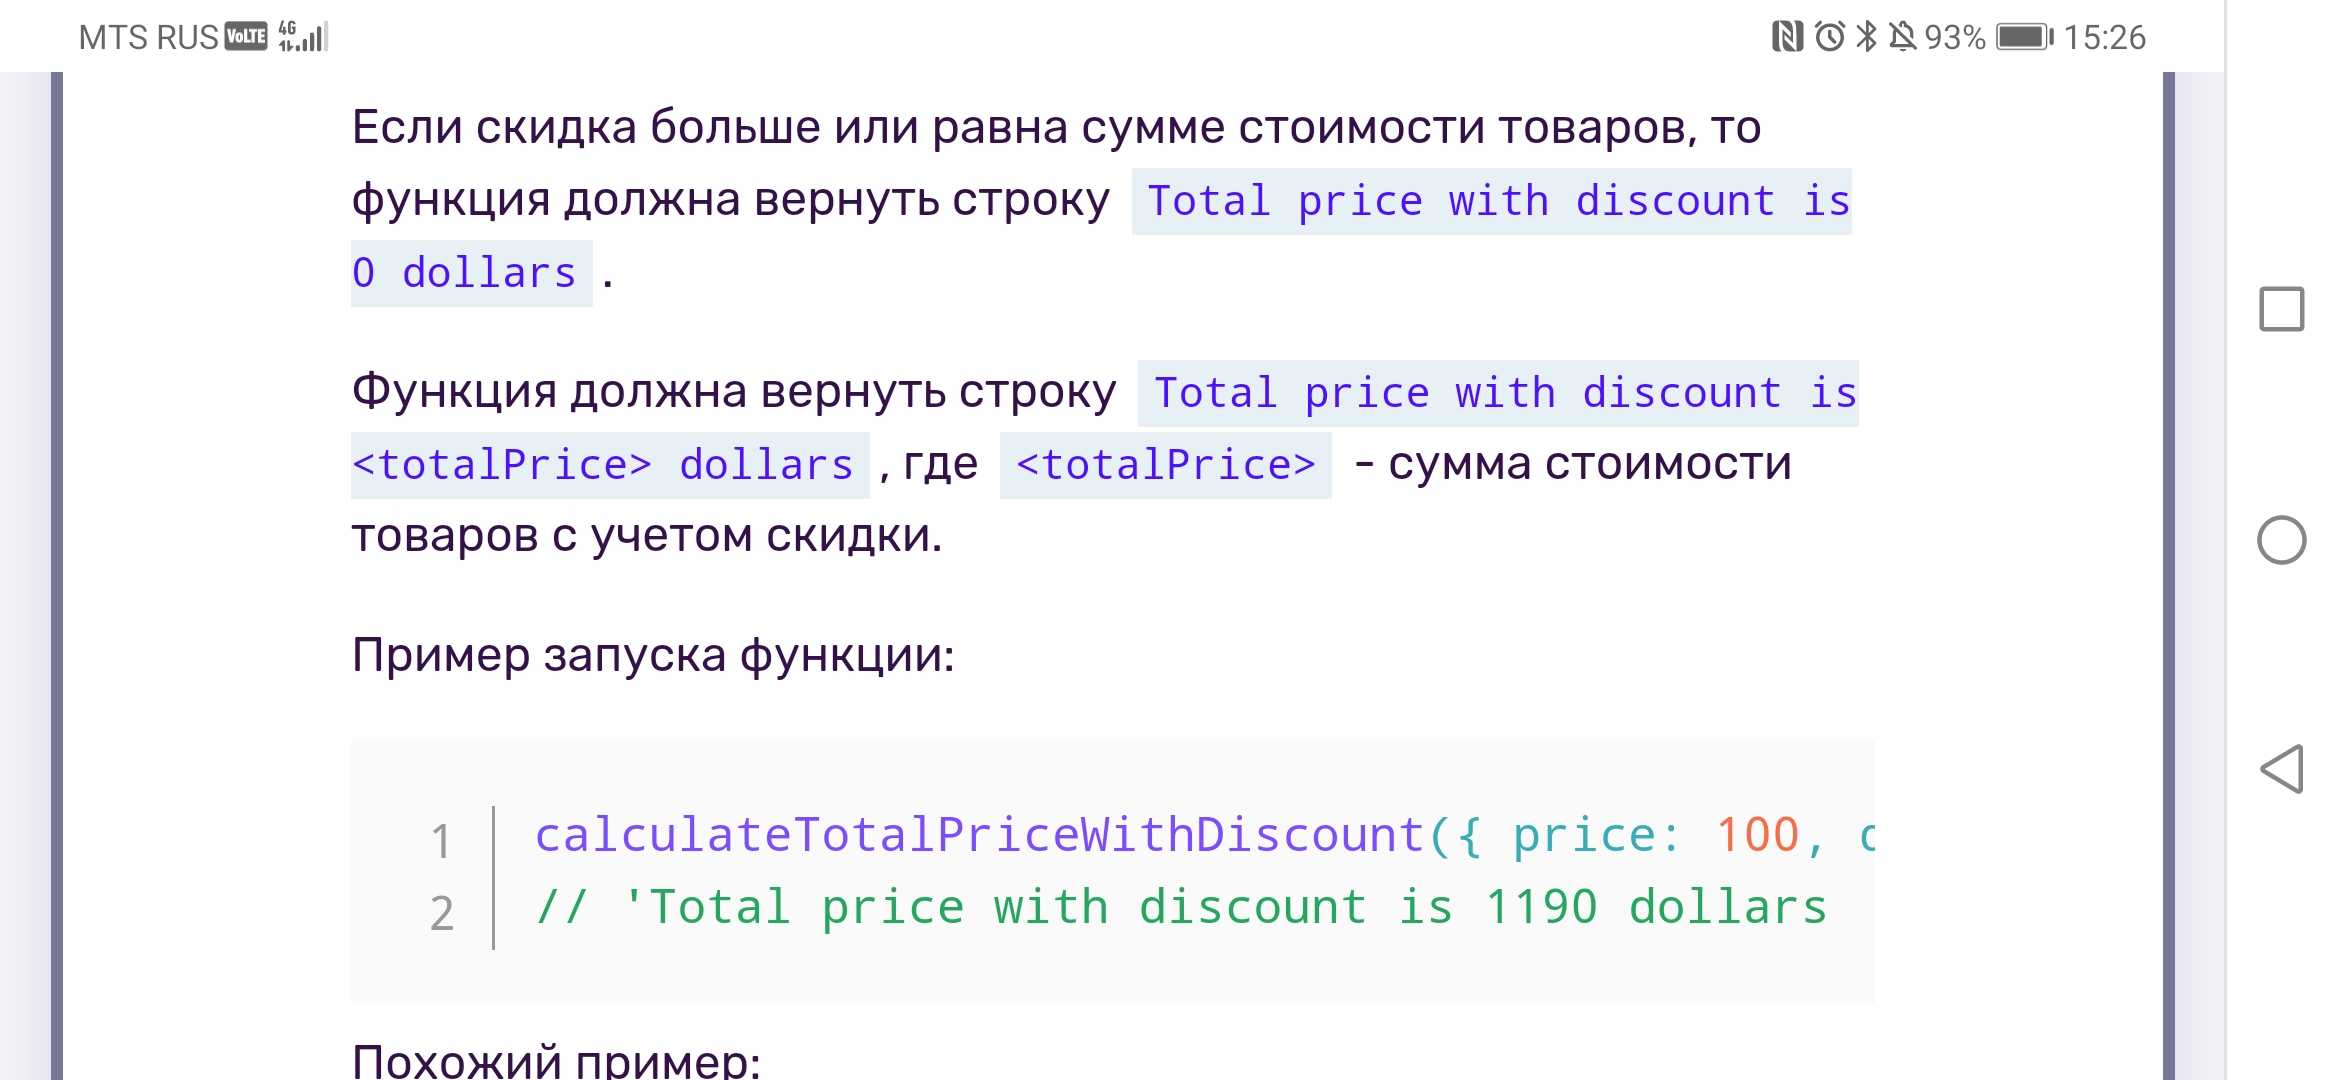 MTS RUS VoLTE 4G 93% 15:26
Если скидка больше или равна сумме стоимости товаров, то
функция должна вернуть строку Total price with discount is
0 dollars .
Функция должна вернуть строку Total price with discount is
<totalPrice> dollars , где <totalPrice> - сумма стоимости
товаров с учетом скидки.
Пример запуска функции:
1 calculateTotalPriceWithDiscount({ price: 100,
2 // 'Total price with discount is 1190 dollars
Похожий пример: